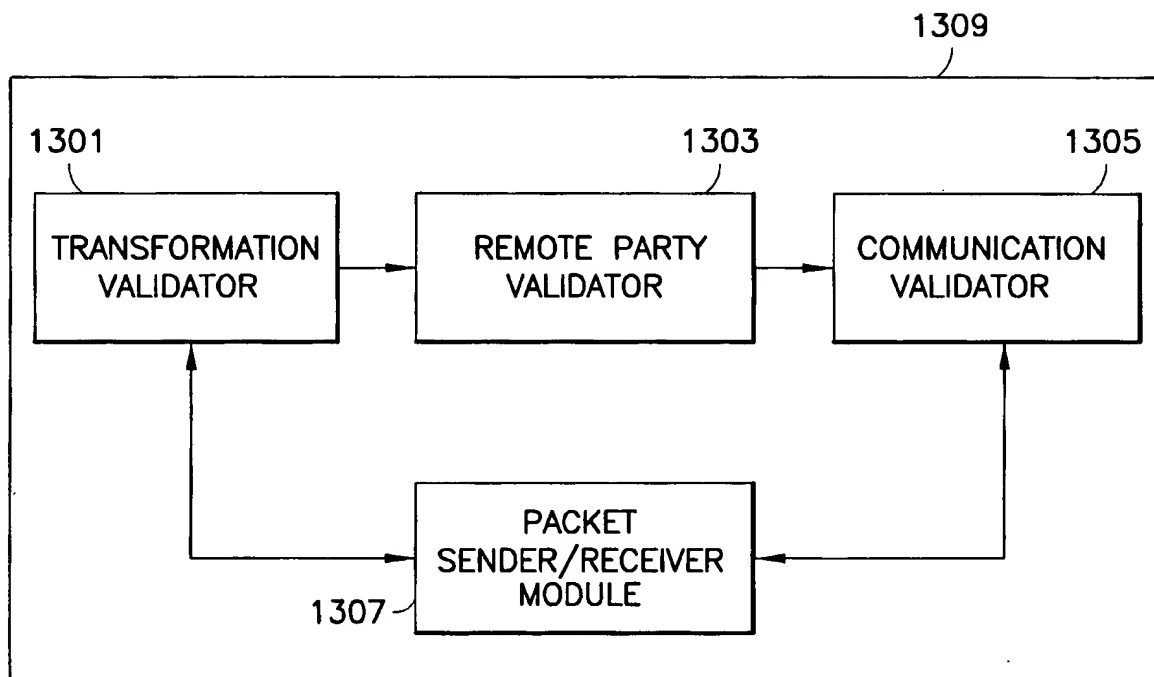 1309
1301
1303
1305
TRANSFORMATION
VALIDATOR
REMOTE PARTY
VALIDATOR
COMMUNICATION
VALIDATOR
PACKET
SENDER/RECEIVER
MODULE
1307